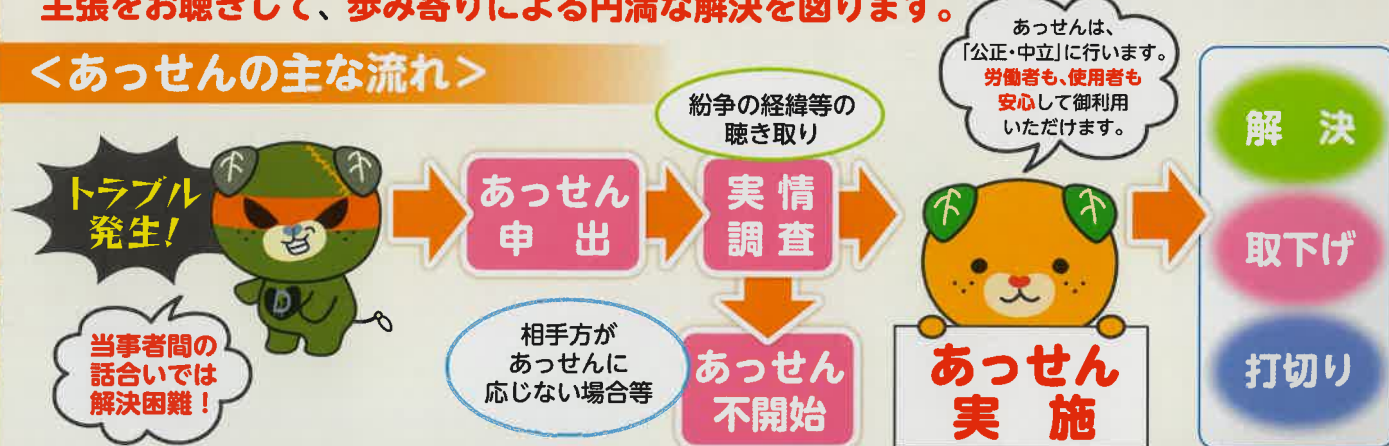 主張をお聴きして、歩み寄りによる円満な解決を図ります。
＜あっせんの主な流れ＞
あっせんは、
「公正・中立」に行います。
労働者も、使用者も
安心して御利用
いただけます。
紛争の経緯等の
聴き取り
トラブル
発生！
あっせん
申　出
実 情
調 査
解　決
取下げ
打切り
D
当事者間の
話合いでは
解決困難！
相手方が
あっせんに
応じない場合等
あっせん
不開始
あっせん
実　施